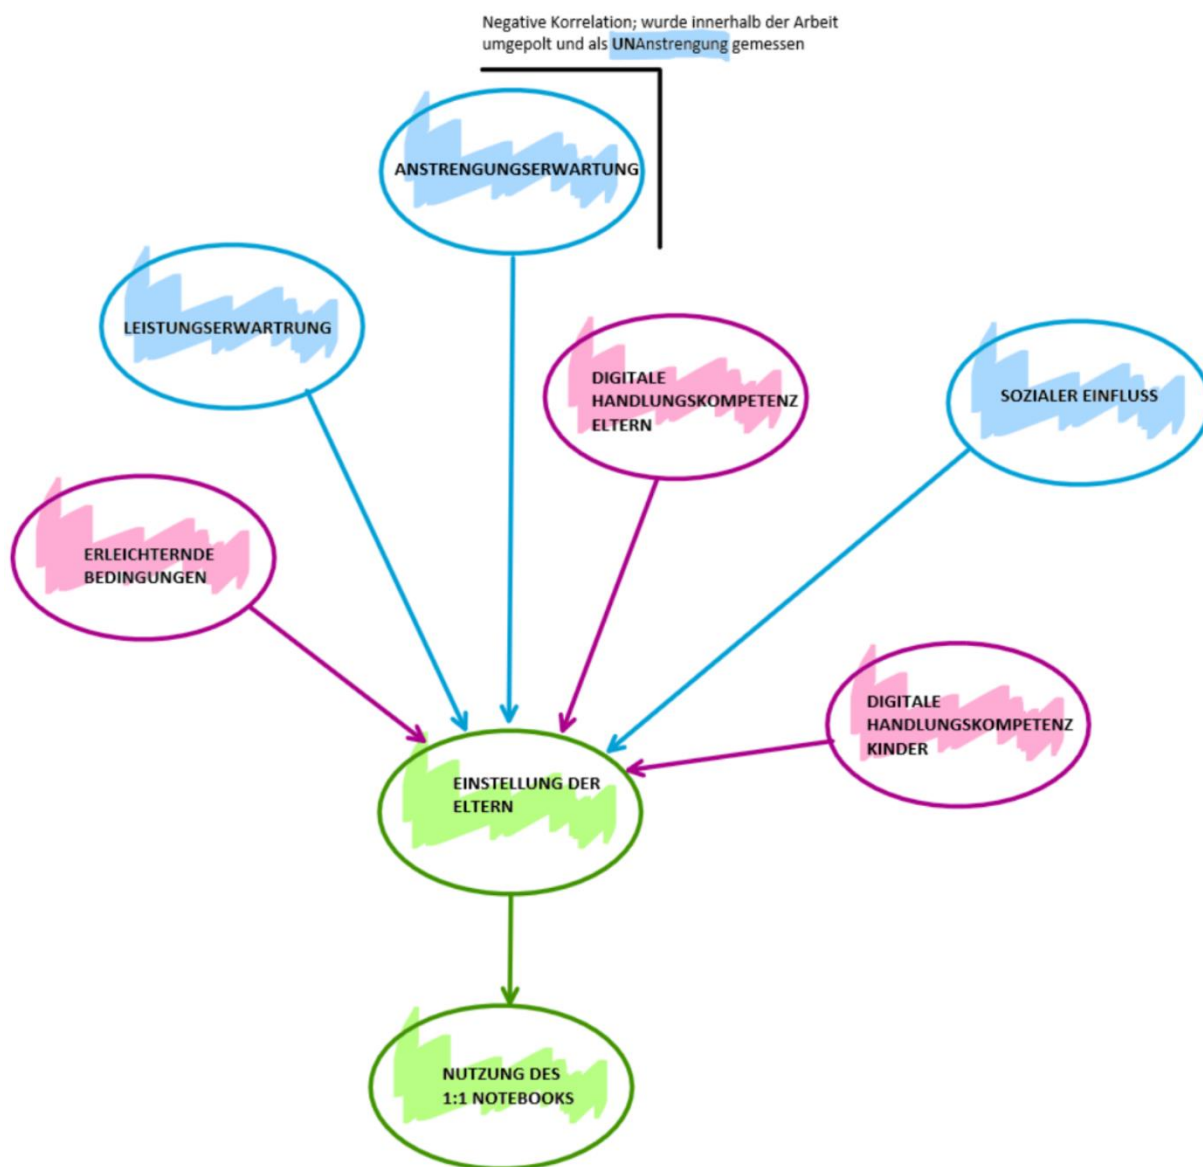 Negative Korrelation; wurde innerhalb der Arbeit
umgepolt und als UNAnstrengung gemessen
ANSTRENGUNGSERWARTUNG
LEISTUNGSERWARTRUNG
DIGITALE
HANDLUNGSKOMPETENZ
ELTERN
SOZIALER EINFLUSS
ERLEICHTERNDE
BEDINGUNGEN
DIGITALE
HANDLUNGSKOMPETENZ
KINDER
EINSTELLUNG DER
ELTERN
NUTZUNG DES
1:1 NOTEBOOKS